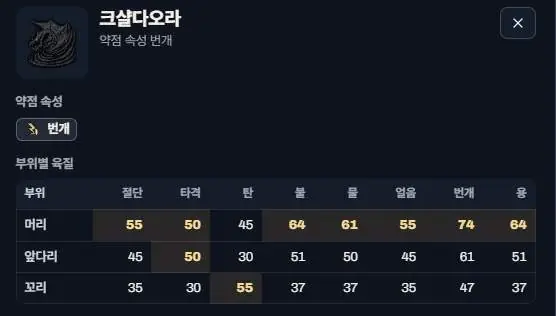 크샬다오라
약점 속성 번개
약점 속성
번개
부위별 육질
부위 절단 타격 탄 불 물 얼음 번개 용
머리 55 50 45 64 61 55 74 64
앞다리 45 50 30 51 50 45 61 51
꼬리 35 30 55 37 37 35 47 37